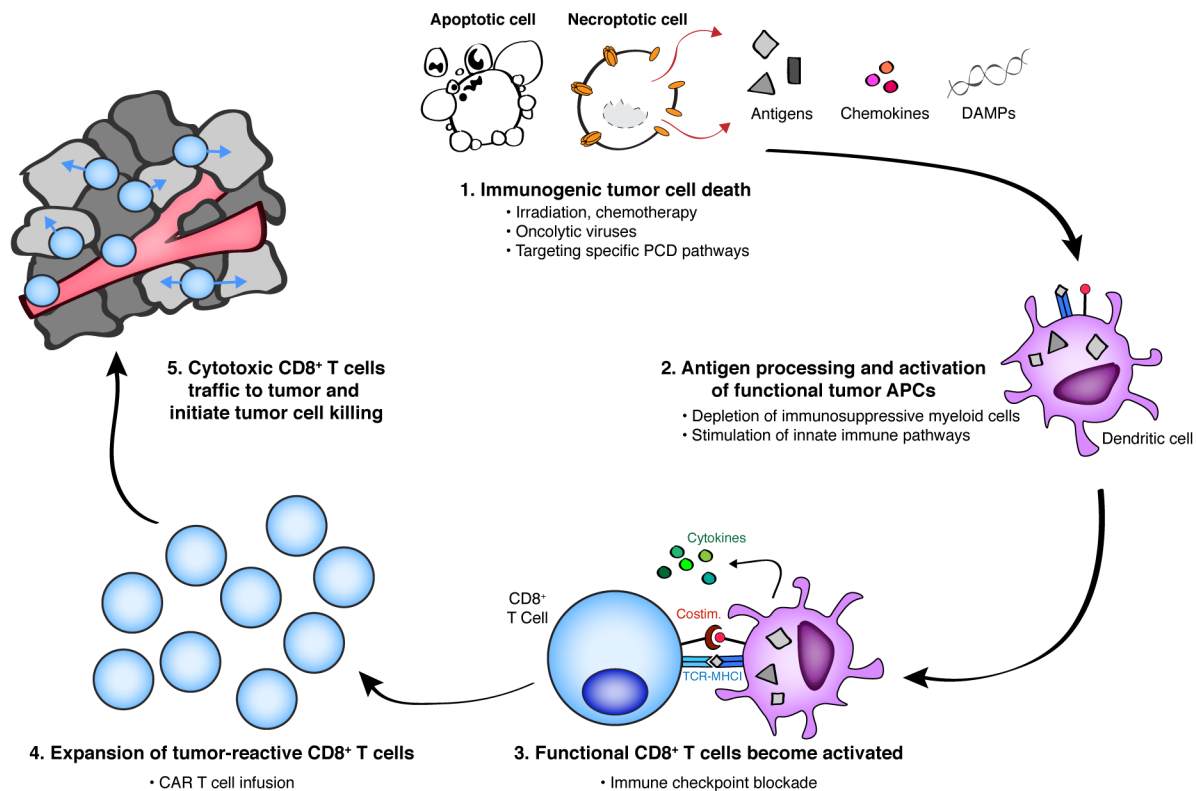 Apoptotic cell
Necroptotic cell
Antigens
Chemokines
DAMPs
1. Immunogenic tumor cell death
• Irradiation, chemotherapy
• Oncolytic viruses
• Targeting specific PCD pathways
2. Antigen processing and activation
of functional tumor APCs
• Depletion of immunosuppressive myeloid cells
• Stimulation of innate immune pathways
Dendritic cell
Cytokines
CD8⁺
T Cell
Costim.
TCR-MHCI
3. Functional CD8⁺ T cells become activated
• Immune checkpoint blockade
4. Expansion of tumor-reactive CD8⁺ T cells
• CAR T cell infusion
5. Cytotoxic CD8⁺ T cells
traffic to tumor and
initiate tumor cell killing